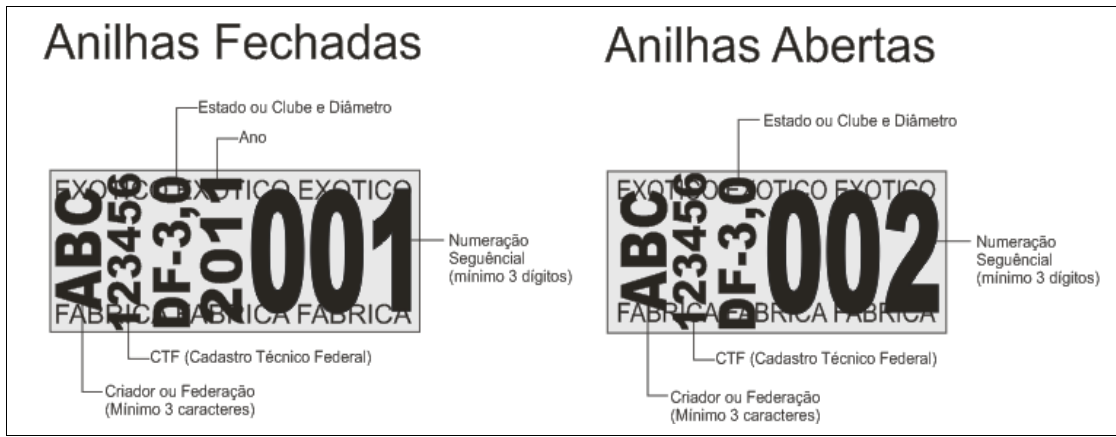 Anilhas Fechadas
Estado ou Clube e Diâmetro
Ano
EXOTICO EXOTICO EXOTICO
ABC
123456
DF-3,0
2011
001
FABRICA FABRICA FABRICA
Numeração
Seguêncial
(mínimo 3 dígitos)
CTF (Cadastro Técnico Federal)
Criador ou Federação
(Mínimo 3 caracteres)
Anilhas Abertas
Estado ou Clube e Diâmetro
EXOTICO EXOTICO EXOTICO
ABC
123456
DF-3,0
002
FABRICA FABRICA FABRICA
Numeração
Seguêncial
(mínimo 3 dígitos)
CTF (Cadastro Técnico Federal)
Criador ou Federação
(Mínimo 3 caracteres)